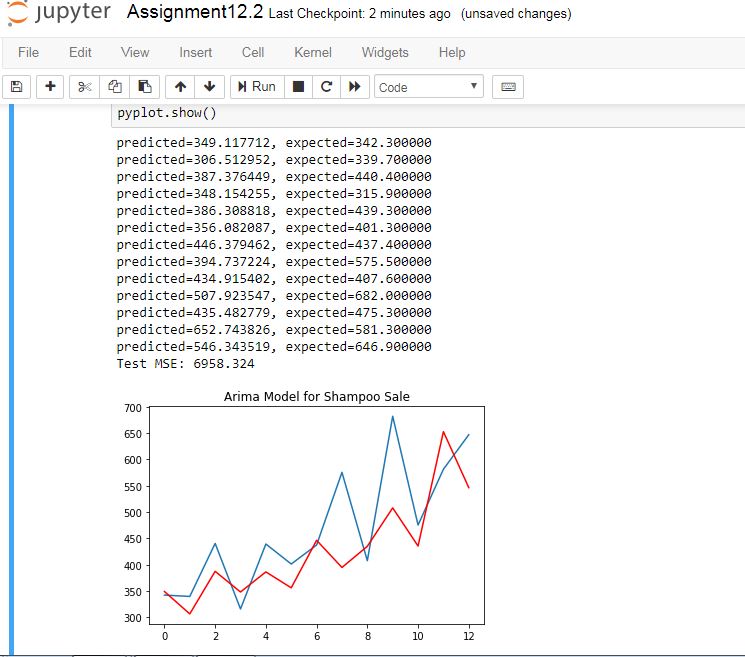 jupyter Assignment12.2 Last Checkpoint: 2 minutes ago (unsaved changes)
File Edit View Insert Cell Kernel Widgets Help
Run Code
pyplot.show()
predicted=349.117712, expected=342.300000
predicted=306.512952, expected=339.700000
predicted=387.376449, expected=440.400000
predicted=348.154255, expected=315.900000
predicted=386.308818, expected=439.300000
predicted=356.082087, expected=401.300000
predicted=446.379462, expected=437.400000
predicted=394.737224, expected=575.500000
predicted=434.915402, expected=407.600000
predicted=507.923547, expected=682.000000
predicted=435.482779, expected=475.300000
predicted=652.743826, expected=581.300000
predicted=546.343519, expected=646.900000
Test MSE: 6958.324
Arima Model for Shampoo Sale
700
650
600
550
500
450
400
350
300
0 2 4 6 8 10 12